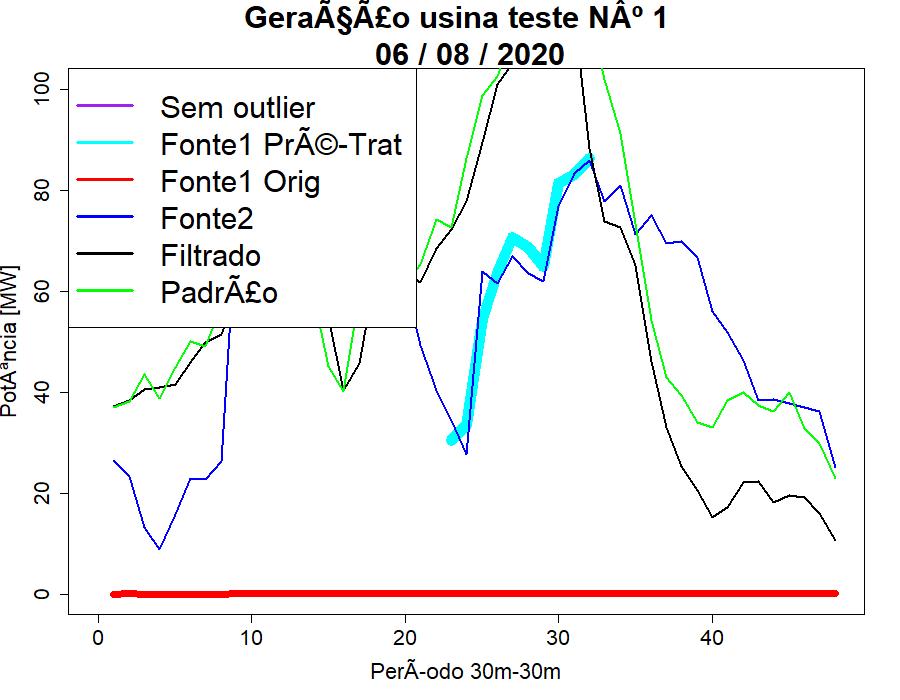 GeraÃ§Ã£o usina teste NÂº 1
06 / 08 / 2020
Sem outlier
Fonte1 PrÃ©-Trat
Fonte1 Orig
Fonte2
Filtrado
PadrÃ£o
PotÃªncia [MW]
100
80
60
40
20
0
0
10
20
30
40
PerÃ-odo 30m-30m